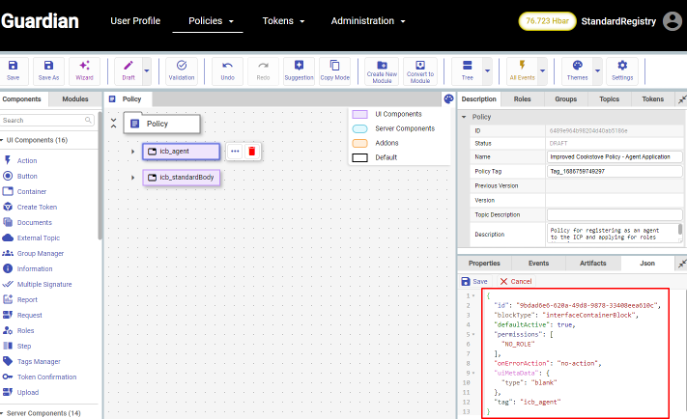 Guardian
User Profile
Policies
Tokens
Administration
76.723 Hbar
StandardRegistry
Save
Save As
Wizard
Draft
Validation
Undo
Redo
Suggestion
Copy Mode
Create New Module
Convert to Module
Tree
All Events
Themes
Settings
Components
Modules
Search
UI Components (16)
Action
Button
Container
Create Token
Documents
External Topic
Group Manager
Information
Multiple Signature
Report
Request
Roles
Step
Tags Manager
Token Confirmation
Upload
Server Components (14)
Policy
Policy
icb_agent
icb_standardBody
UI Components
Server Components
Addons
Default
Description
Roles
Groups
Topics
Tokens
Policy
ID
Status
DRAFT
Name
Improved Cookstove Policy - Agent Application
Policy Tag
Tag_1686759749297
Previous Version
Version
Topic Description
Description
Policy for registering as an agent
to the ICP and applying for roles
Properties
Events
Artifacts
Json
Save
Cancel
1 {
2 "id": "9bdad6e6-620a-49d8-9878-33408eea610c",
3 "blockType": "interfaceContainerBlock",
4 "defaultActive": true,
5 "permissions": [
6 "NO_ROLE"
7 ],
8 "onErrorAction": "no-action",
9 "uiMetaData": {
10 "type": "blank"
11 },
12 "tag": "icb_agent"
13 }